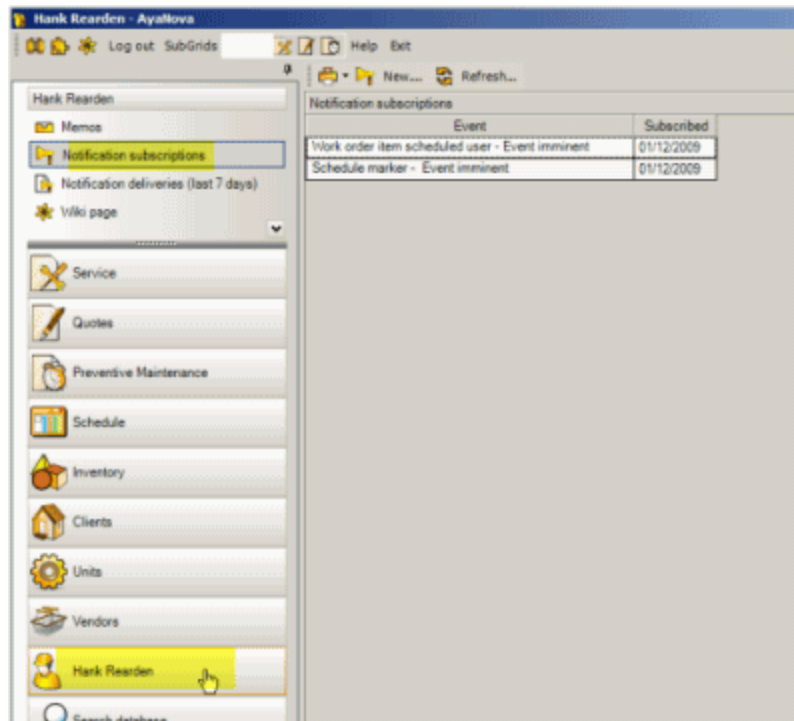 Hank Rearden - AyaNova
Log out SubGrids Help Exit
New... Refresh...
Hank Rearden
Memos
Notification subscriptions
Notification deliveries (last 7 days)
Wiki page
Service
Quotes
Preventive Maintenance
Schedule
Inventory
Clients
Units
Vendors
Hank Rearden
Search database
Notification subscriptions
Event Subscribed
Work order item scheduled user - Event imminent 01/12/2009
Schedule marker - Event imminent 01/12/2009